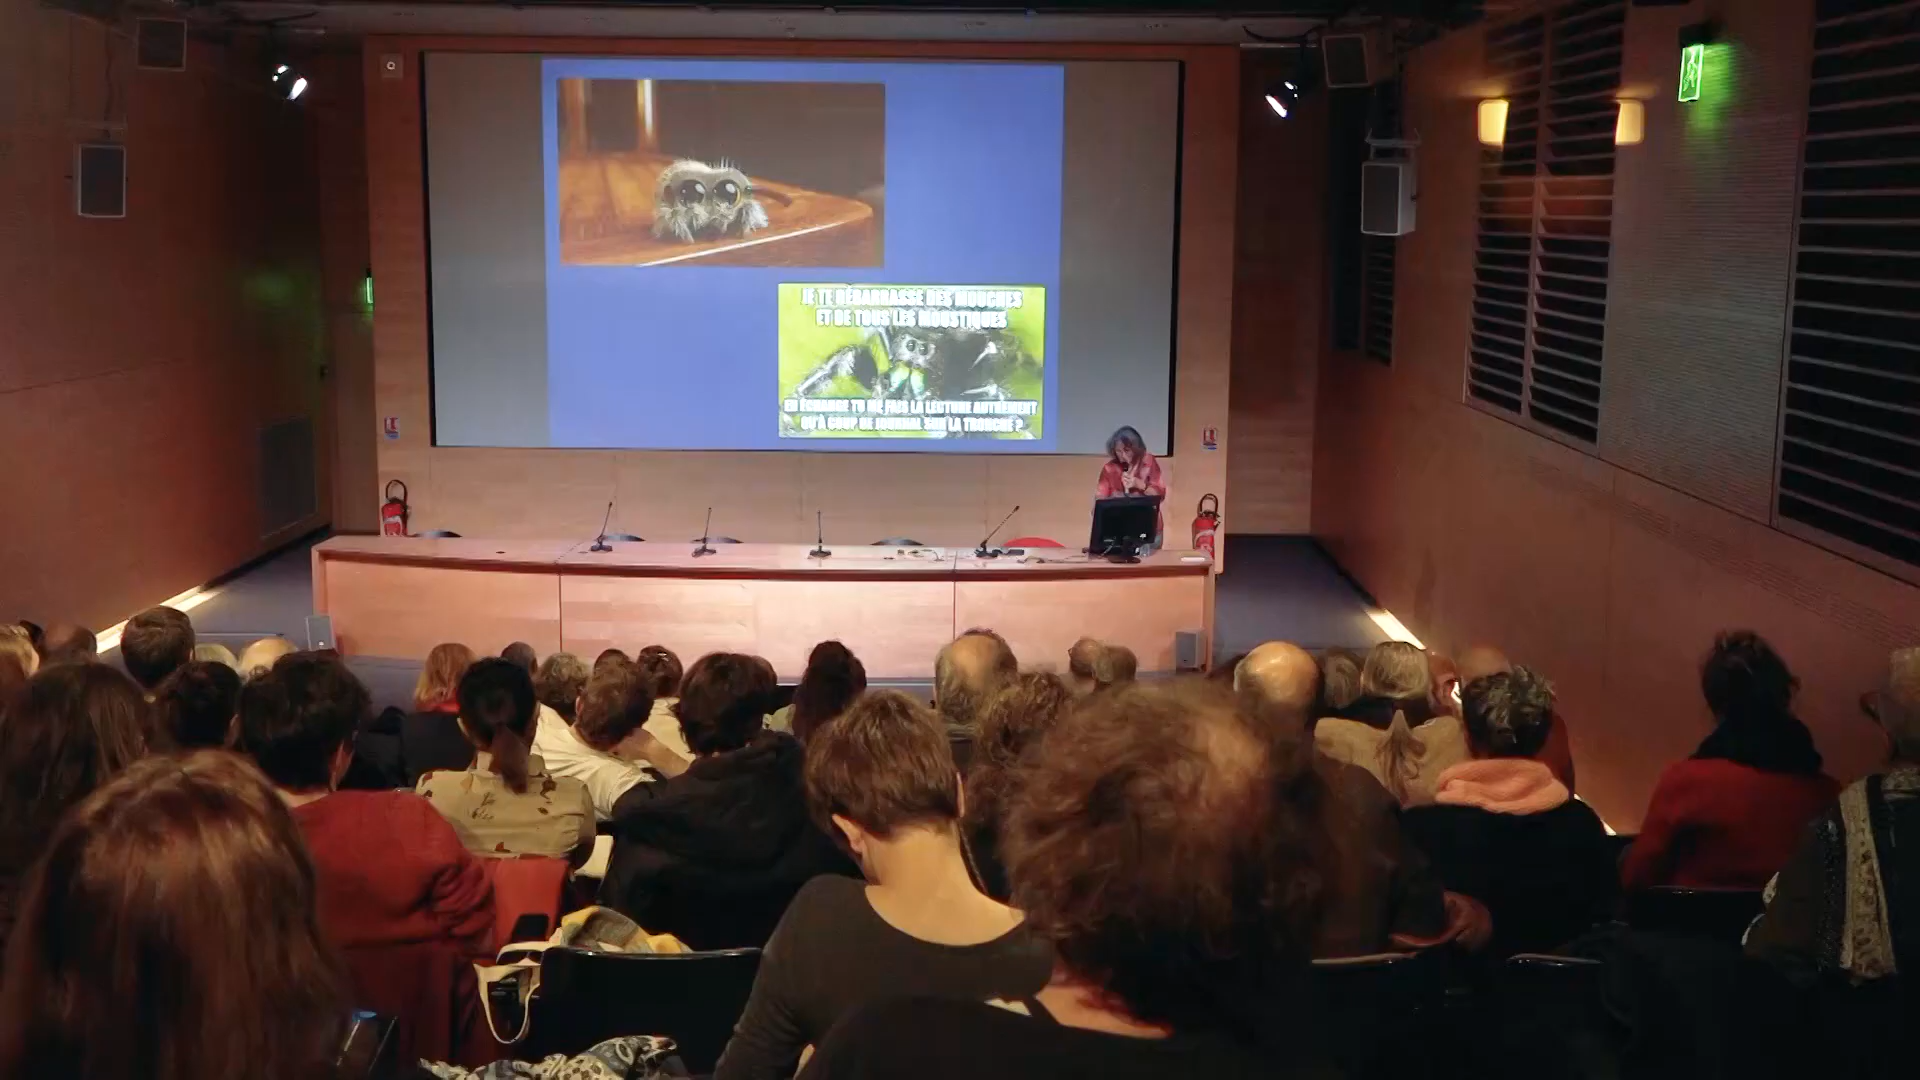 JE TE DÉBARRASSE DES MOUCHES
ET DE TOUS LES MOUSTIQUES
EN ÉCHANGE TU ME FAIS LA LECTURE AUTREMENT
QU'À COUP DE JOURNAL SUR LA TRONCHE ?